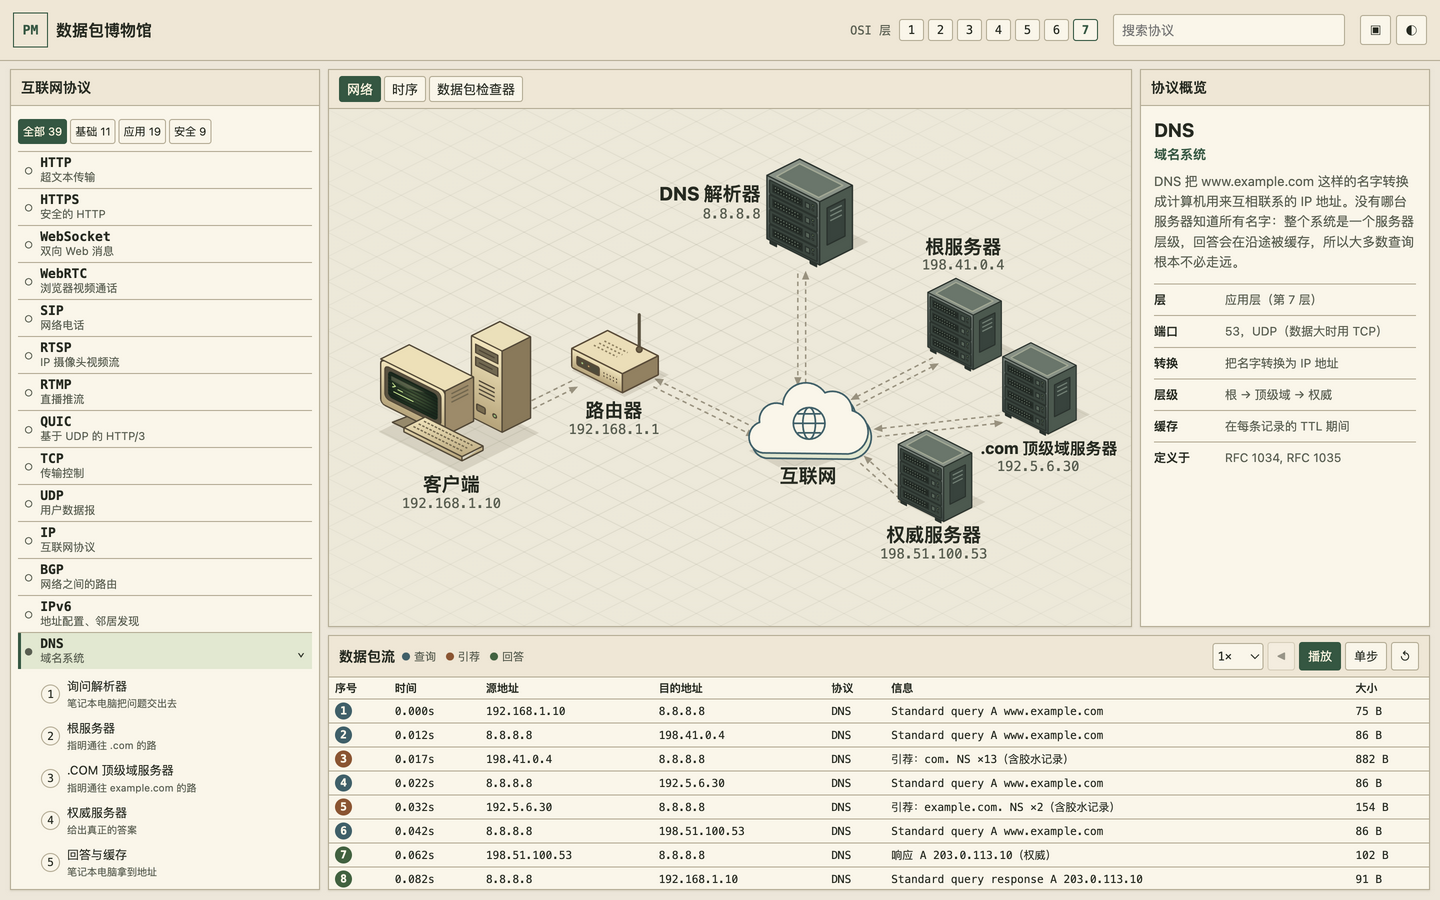 PM 数据包博物馆
OSI 层 1 2 3 4 5 6 7
搜索协议
互联网协议
全部 39 基础 11 应用 19 安全 9
HTTP
超文本传输
HTTPS
安全的 HTTP
WebSocket
双向 Web 消息
WebRTC
浏览器视频通话
SIP
网络电话
RTSP
IP 摄像头视频流
RTMP
直播推流
QUIC
基于 UDP 的 HTTP/3
TCP
传输控制
UDP
用户数据报
IP
互联网协议
BGP
网络之间的路由
IPv6
地址配置、邻居发现
DNS
域名系统
1 询问解析器
笔记本电脑把问题交出去
2 根服务器
指明通往 .com 的路
3 .COM 顶级域服务器
指明通往 example.com 的路
4 权威服务器
给出真正的答案
5 回答与缓存
笔记本电脑拿到地址
网络 时序 数据包检查器
DNS 解析器
8.8.8.8
根服务器
198.41.0.4
路由器
192.168.1.1
.com 顶级域服务器
192.5.6.30
互联网
客户端
192.168.1.10
权威服务器
198.51.100.53
协议概览
DNS
域名系统
DNS 把 www.example.com 这样的名字转换
成计算机用来互相联系的 IP 地址。没有哪台
服务器知道所有名字：整个系统是一个服务器
层级，回答会在沿途被缓存，所以大多数查询
根本不必走远。
层 应用层（第 7 层）
端口 53，UDP（数据大时用 TCP）
转换 把名字转换为 IP 地址
层级 根 → 顶级域 → 权威
缓存 在每条记录的 TTL 期间
定义于 RFC 1034, RFC 1035
数据包流 查询 引荐 回答
1× 播放 单步
序号 时间 源地址 目的地址 协议 信息 大小
1 0.000s 192.168.1.10 8.8.8.8 DNS Standard query A www.example.com 75 B
2 0.012s 8.8.8.8 198.41.0.4 DNS Standard query A www.example.com 86 B
3 0.017s 198.41.0.4 8.8.8.8 DNS 引荐：com. NS ×13（含胶水记录） 882 B
4 0.022s 8.8.8.8 192.5.6.30 DNS Standard query A www.example.com 86 B
5 0.032s 192.5.6.30 8.8.8.8 DNS 引荐：example.com. NS ×2（含胶水记录） 154 B
6 0.042s 8.8.8.8 198.51.100.53 DNS Standard query A www.example.com 86 B
7 0.062s 198.51.100.53 8.8.8.8 DNS 响应 A 203.0.113.10（权威） 102 B
8 0.082s 8.8.8.8 192.168.1.10 DNS Standard query response A 203.0.113.10 91 B